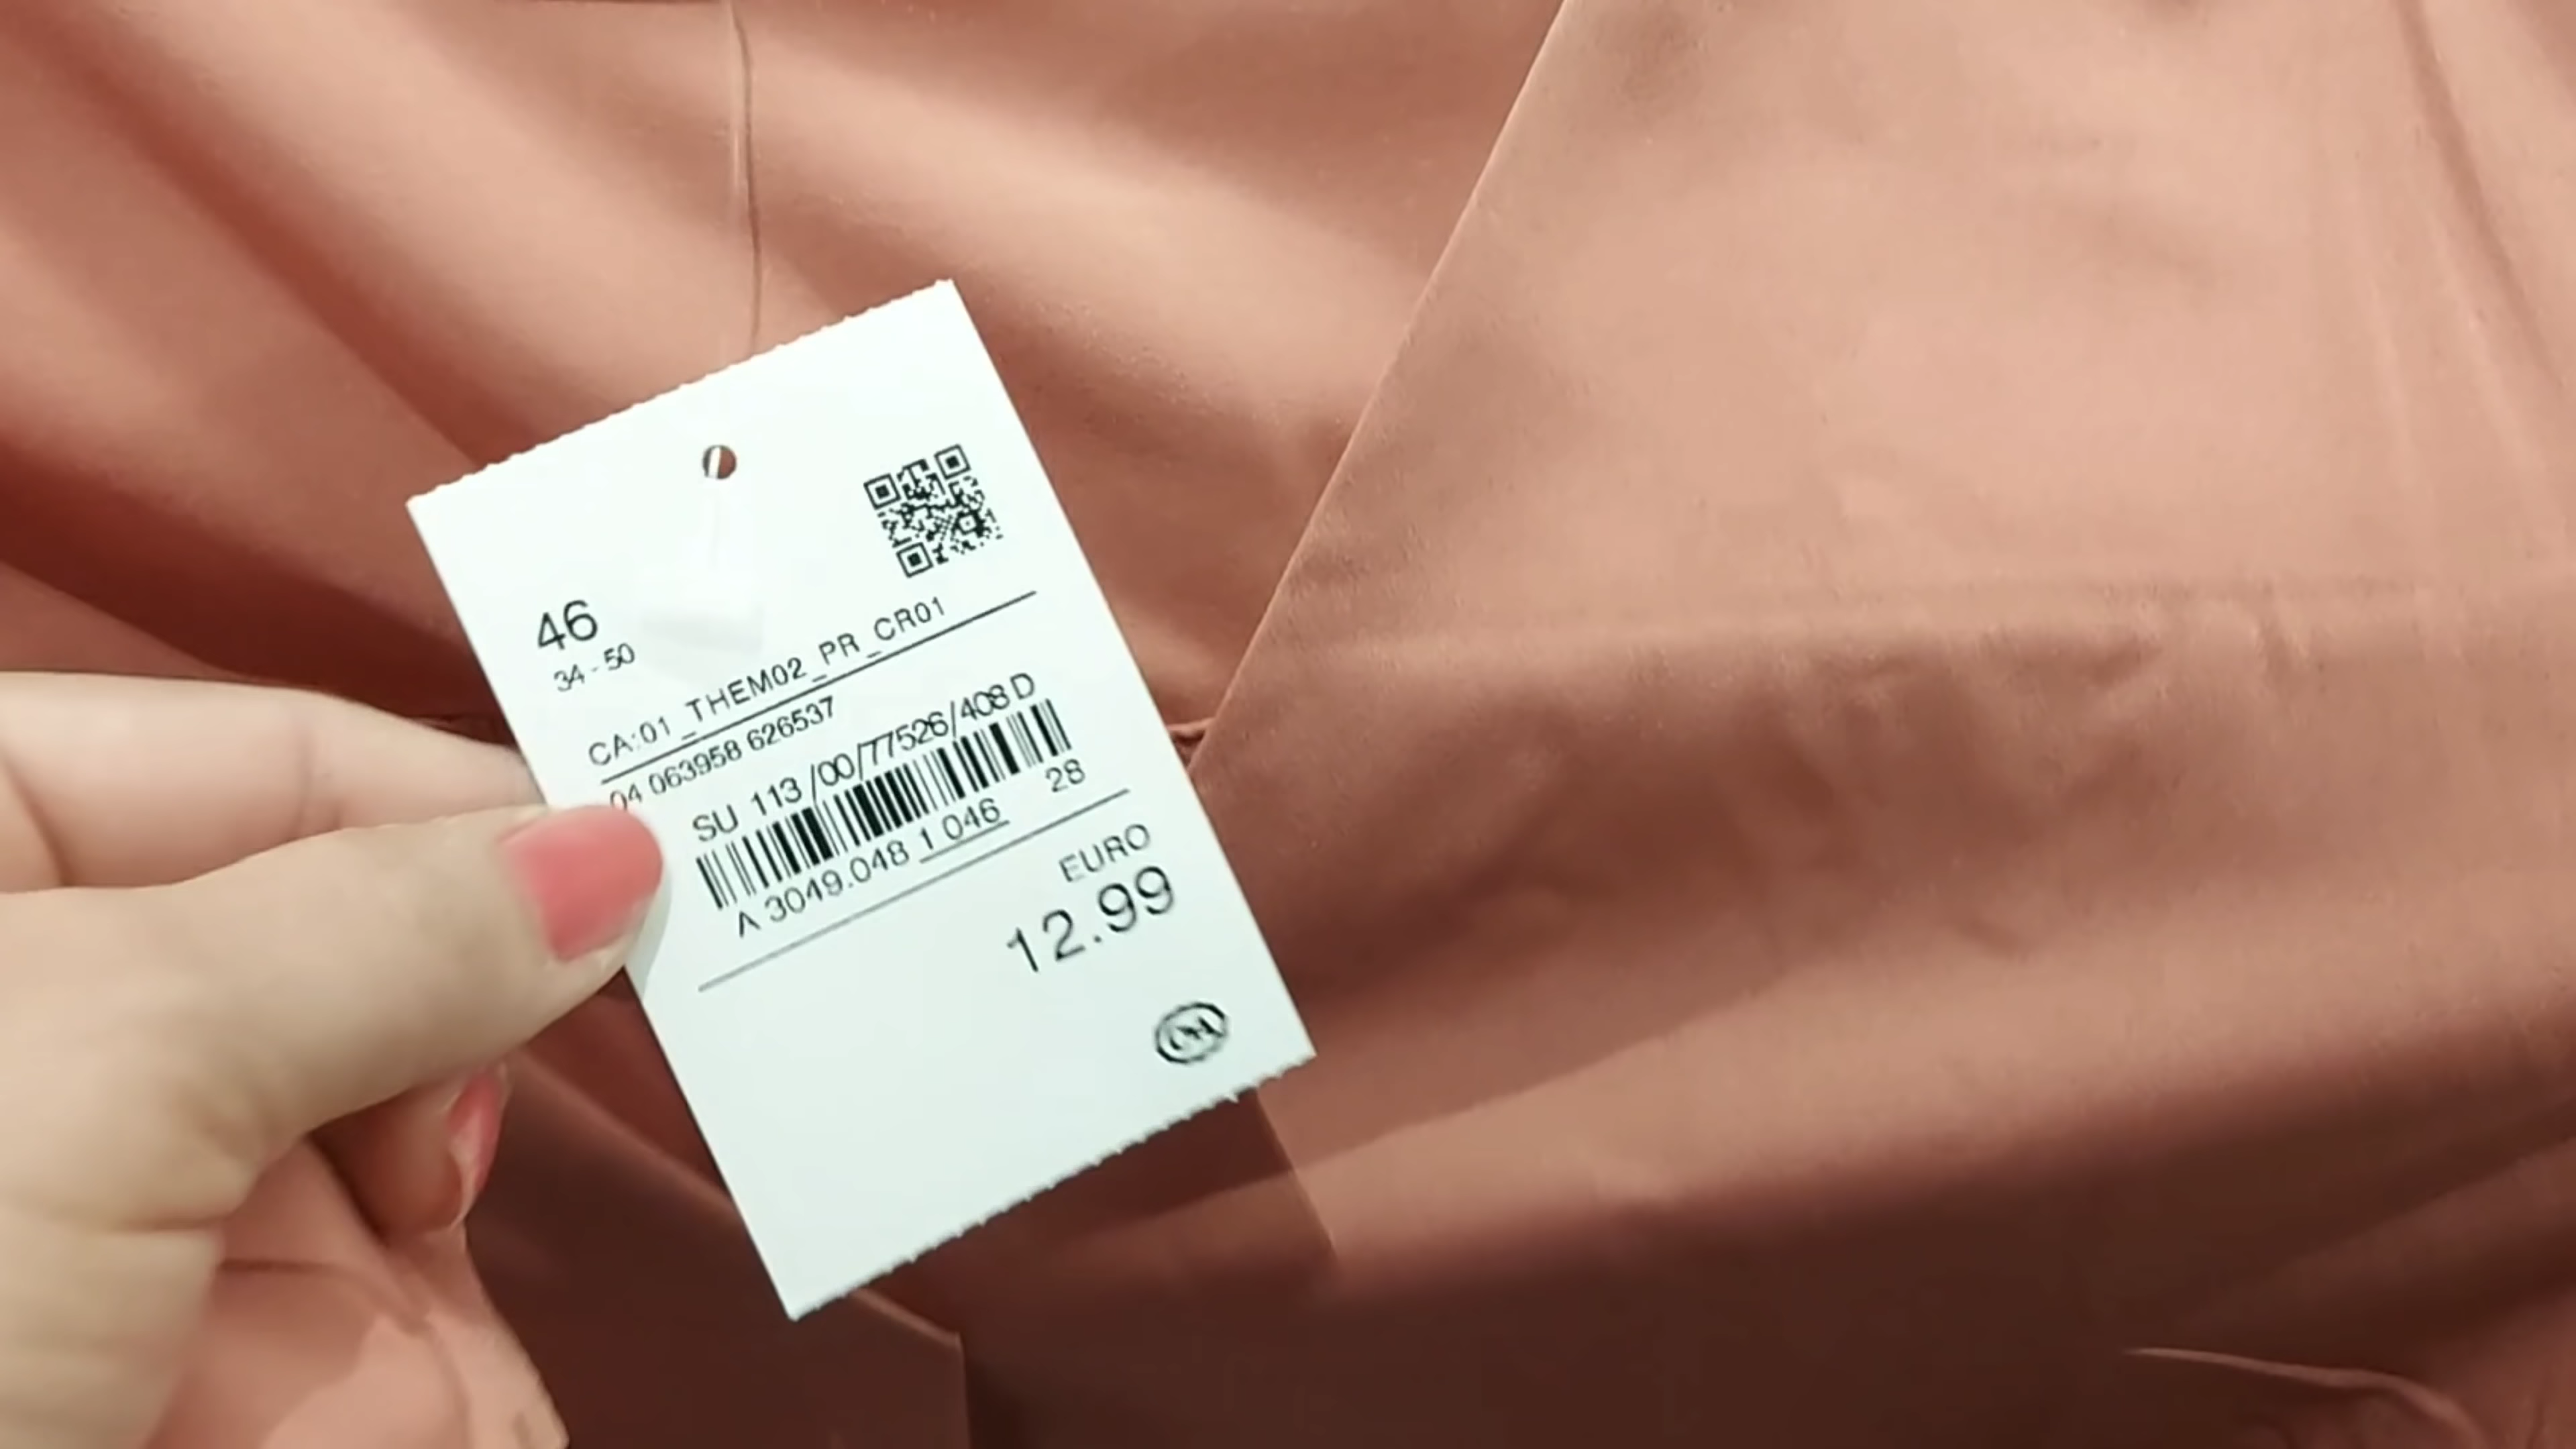 46
34 - 50
CA:01_THEM02_PR_CR01
04 063958 626537
SU 113 /00/77526/408 D
A 3049.048 1 046 28
EURO
12.99